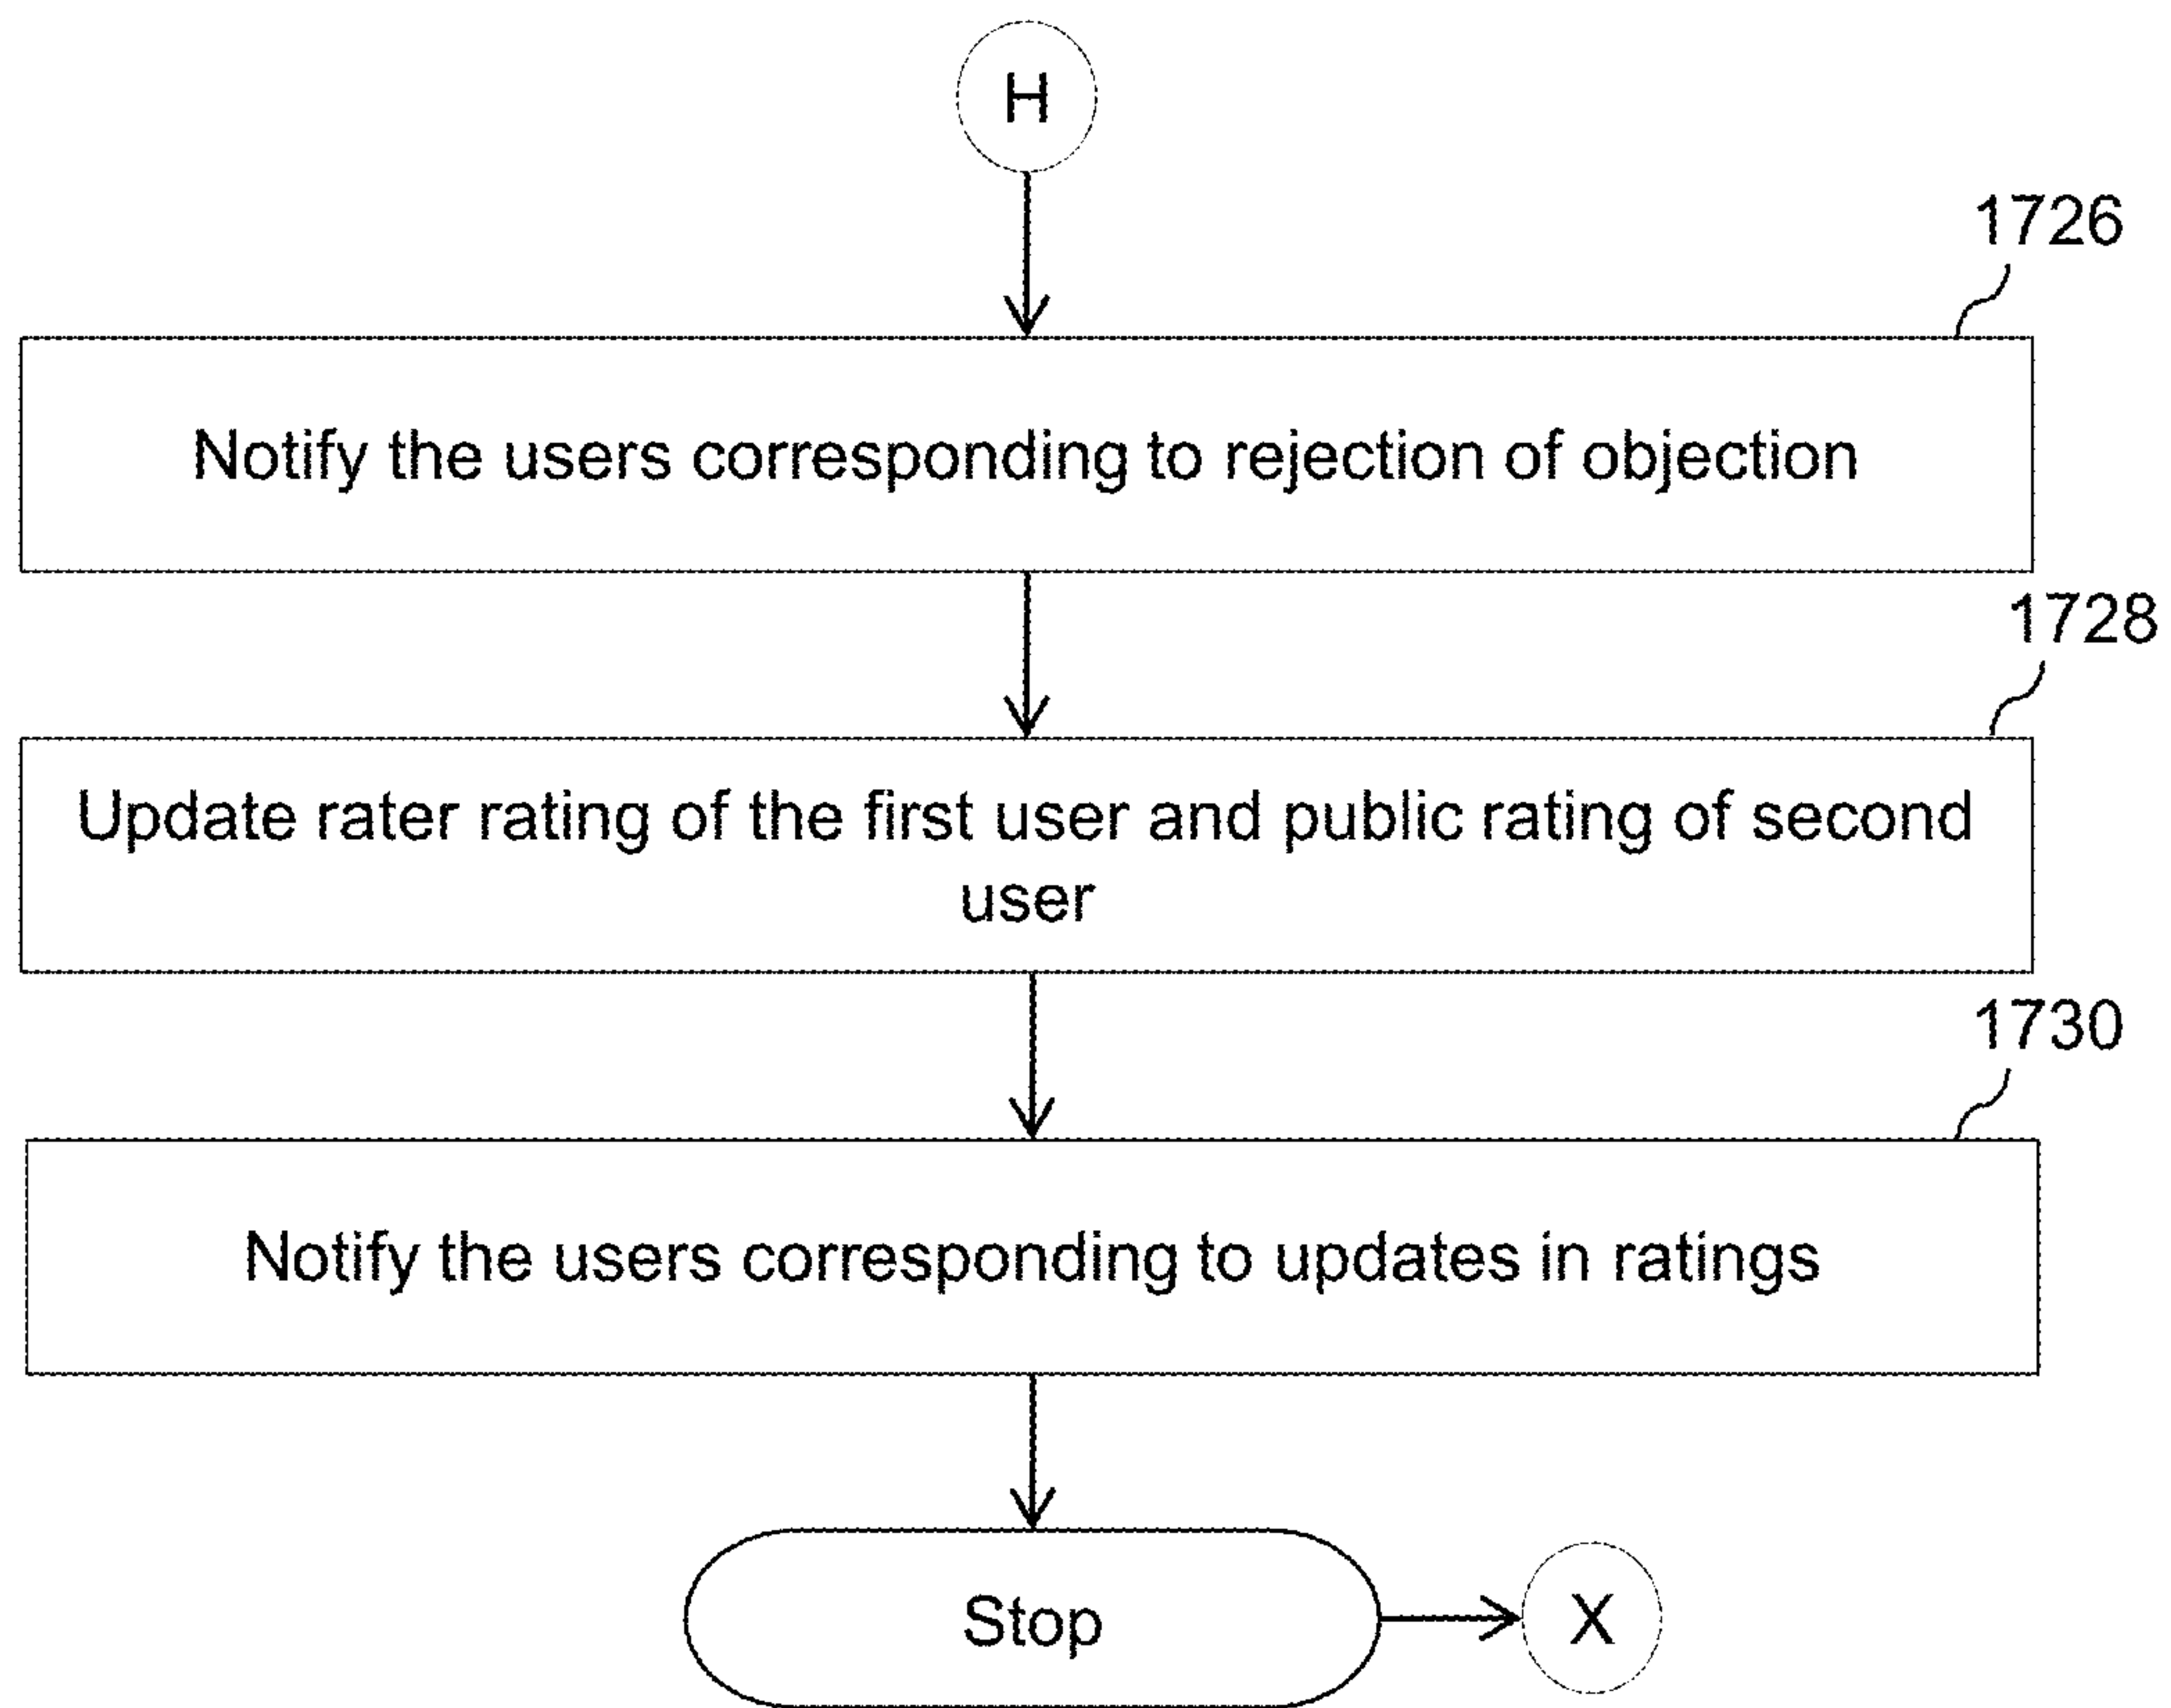 H
1726
Notify the users corresponding to rejection of objection
1728
Update rater rating of the first user and public rating of second
user
1730
Notify the users corresponding to updates in ratings
Stop
X